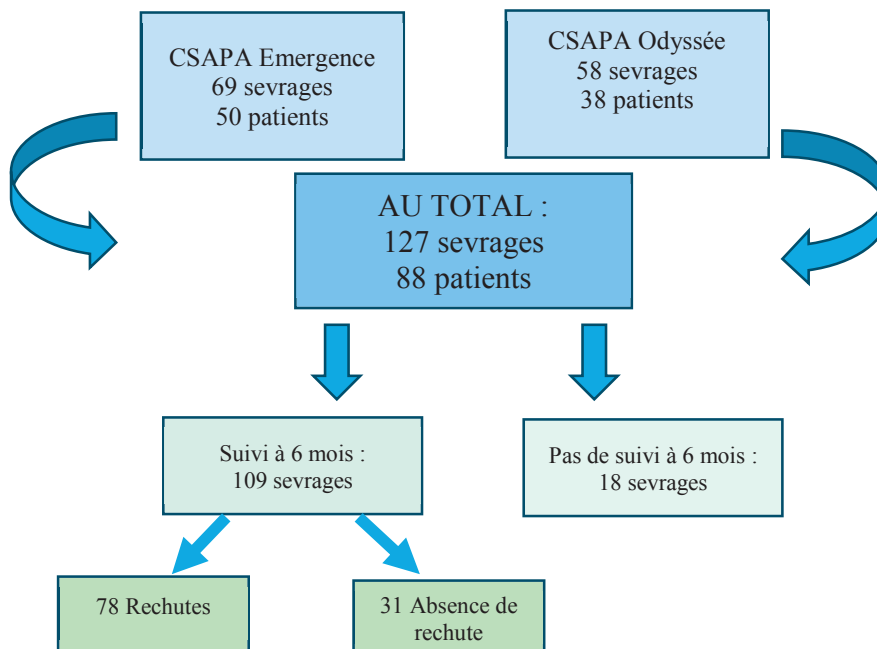 CSAPA Emergence
69 sevrages
50 patients
CSAPA Odyssée
58 sevrages
38 patients
AU TOTAL :
127 sevrages
88 patients
Suivi à 6 mois :
109 sevrages
Pas de suivi à 6 mois :
18 sevrages
78 Rechutes
31 Absence de
rechute